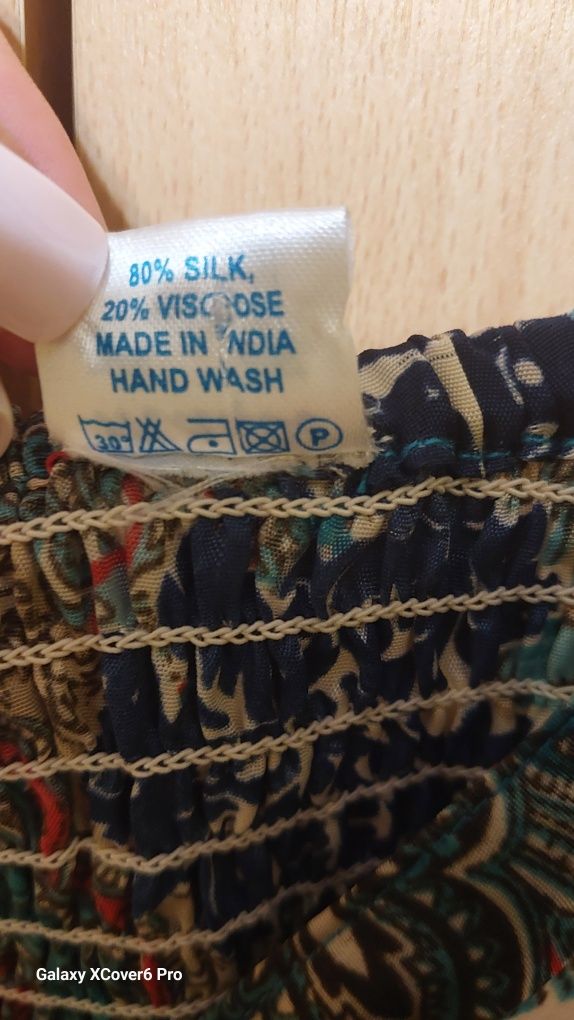 80% SILK,
20% VISCOSE
MADE IN INDIA
HAND WASH
30°
P
Galaxy XCover6 Pro